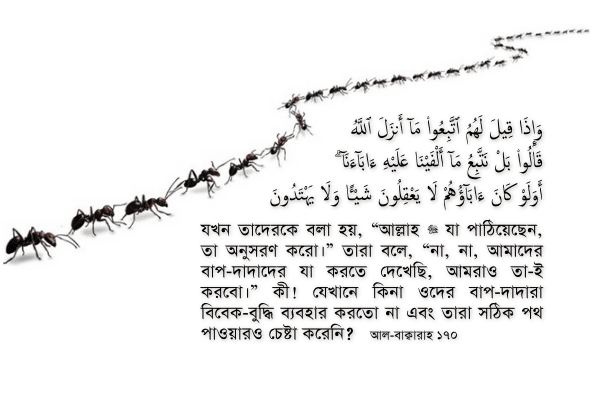 وَإِذَا قِيلَ لَهُمُ ٱتَّبِعُوا۟ مَآ أَنزَلَ ٱللَّهُ
قَالُوا۟ بَلْ نَتَّبِعُ مَآ أَلْفَيْنَا عَلَيْهِ ءَابَآءَنَآ ۗ
أَوَلَوْ كَانَ ءَابَآؤُهُمْ لَا يَعْقِلُونَ شَيْـًٔا وَلَا يَهْتَدُونَ
যখন তাদেরকে বলা হয়, “আল্লাহ ﷻ যা পাঠিয়েছেন,
তা অনুসরণ করো।” তারা বলে, “না, না, আমাদের
বাপ-দাদাদের যা করতে দেখেছি, আমরাও তা-ই
করবো।” কী! যেখানে কিনা ওদের বাপ-দাদারা
বিবেক-বুদ্ধি ব্যবহার করতো না এবং তারা সঠিক পথ
পাওয়ারও চেষ্টা করেনি? আল-বাক্বারাহ ১৭০